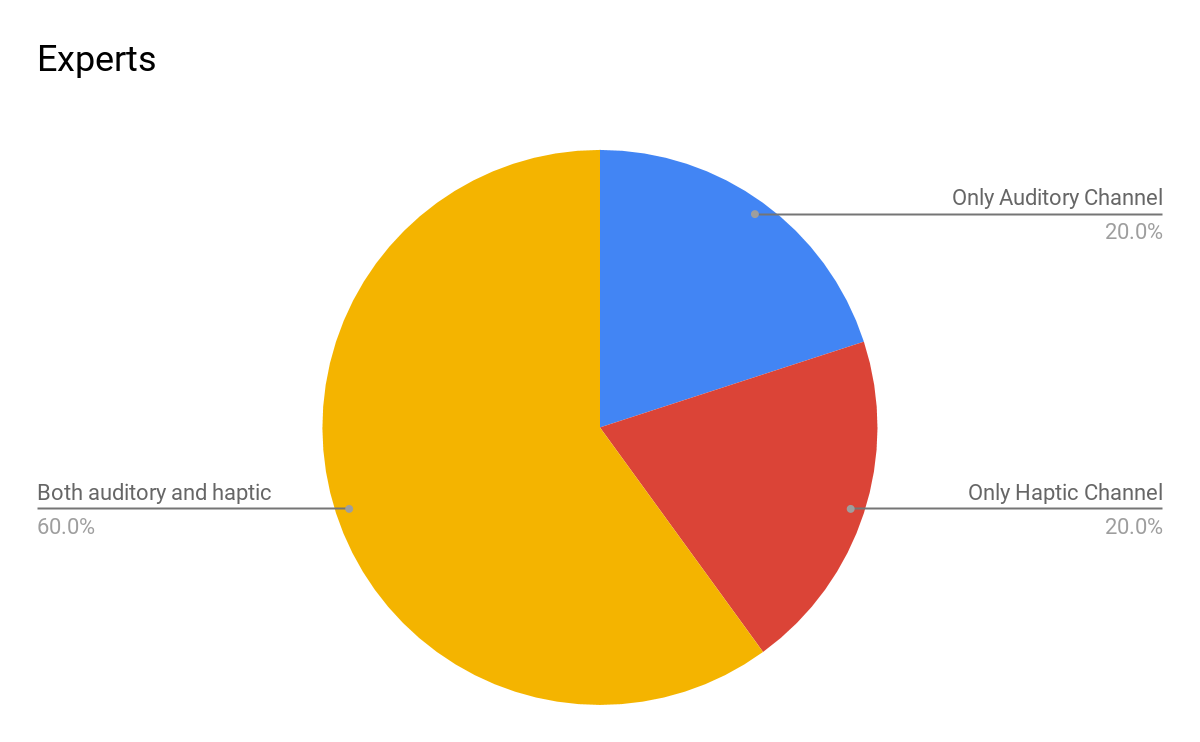 Experts
Only Auditory Channel
20.0%
Both auditory and haptic
60.0%
Only Haptic Channel
20.0%